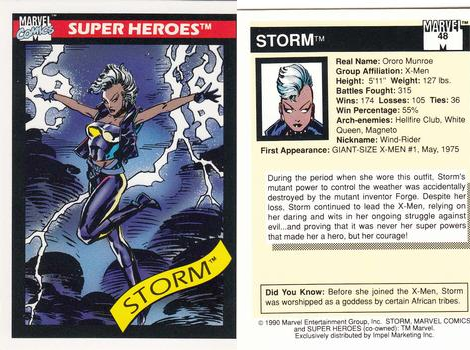 MARVEL
COMICS
SUPER HEROES™
STORM™
STORM™
MARVEL
48
Real Name: Ororo Munroe
Group Affiliation: X-Men
Height: 5'11" Weight: 127 lbs.
Battles Fought: 315
Wins: 174 Losses: 105 Ties: 36
Win Percentage: 55%
Arch-enemies: Hellfire Club, White
Queen, Magneto
Nickname: Wind-Rider
First Appearance: GIANT-SIZE X-MEN #1, May, 1975
During the period when she wore this outfit, Storm's
mutant power to control the weather was accidentally
destroyed by the mutant inventor Forge. Despite her
loss, Storm continued to lead the X-Men, relying on
her daring and wits in her ongoing struggle against
evil...and proving that it was never her super powers
that made her a hero, but her courage!
Did You Know: Before she joined the X-Men, Storm
was worshipped as a goddess by certain African tribes.
© 1990 Marvel Entertainment Group, Inc. STORM, MARVEL COMICS
and SUPER HEROES (co-owned): TM Marvel.
Exclusively distributed by Impel Marketing Inc.